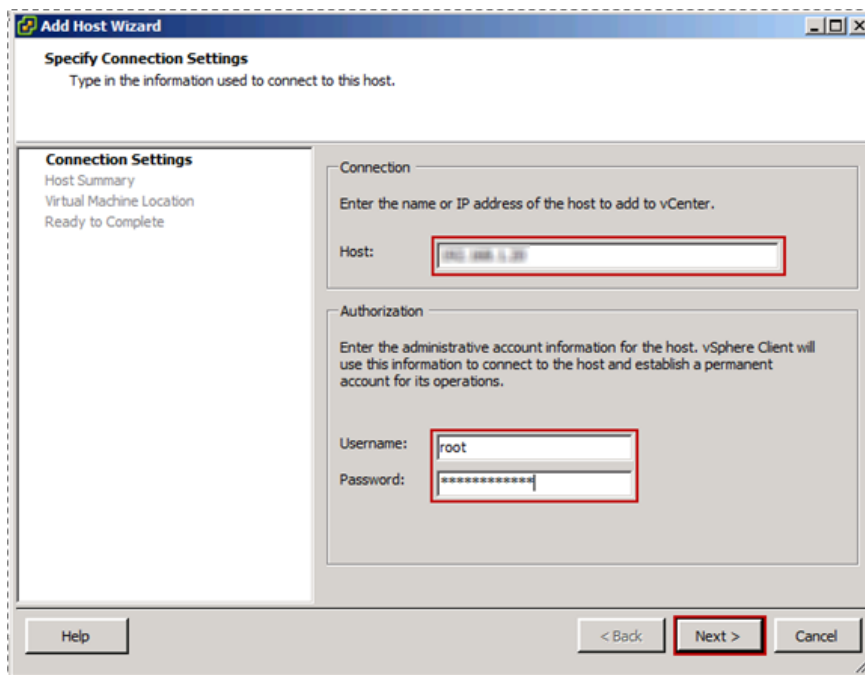 Add Host Wizard
Specify Connection Settings
Type in the information used to connect to this host.
Connection Settings
Host Summary
Virtual Machine Location
Ready to Complete
Connection
Enter the name or IP address of the host to add to vCenter.
Host:
Authorization
Enter the administrative account information for the host. vSphere Client will
use this information to connect to the host and establish a permanent
account for its operations.
Username: root
Password: ************
Help
< Back
Next >
Cancel